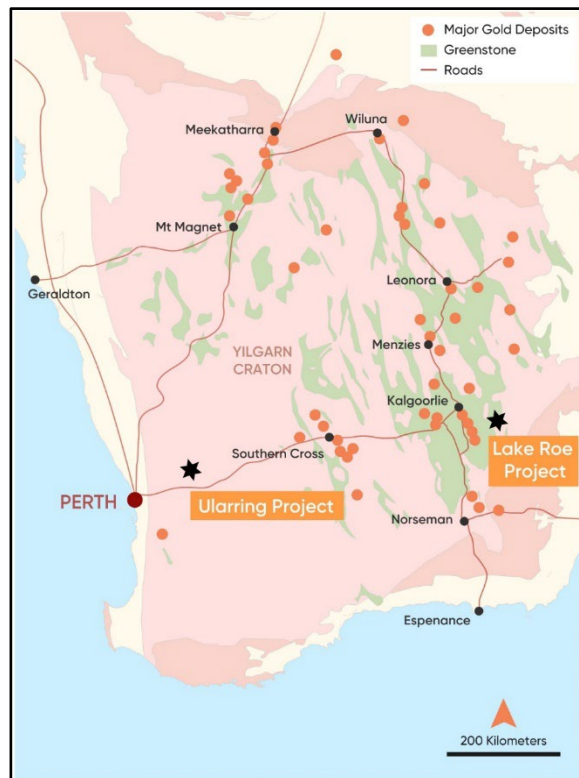 Major Gold Deposits
Greenstone
Roads
Meekatharra
Wiluna
Mt Magnet
Geraldton
Leonora
YILGARN
CRATON
Menzies
Kalgoorlie
Southern Cross
Lake Roe
Project
PERTH
Ularring Project
Norseman
Espenance
200 Kilometers